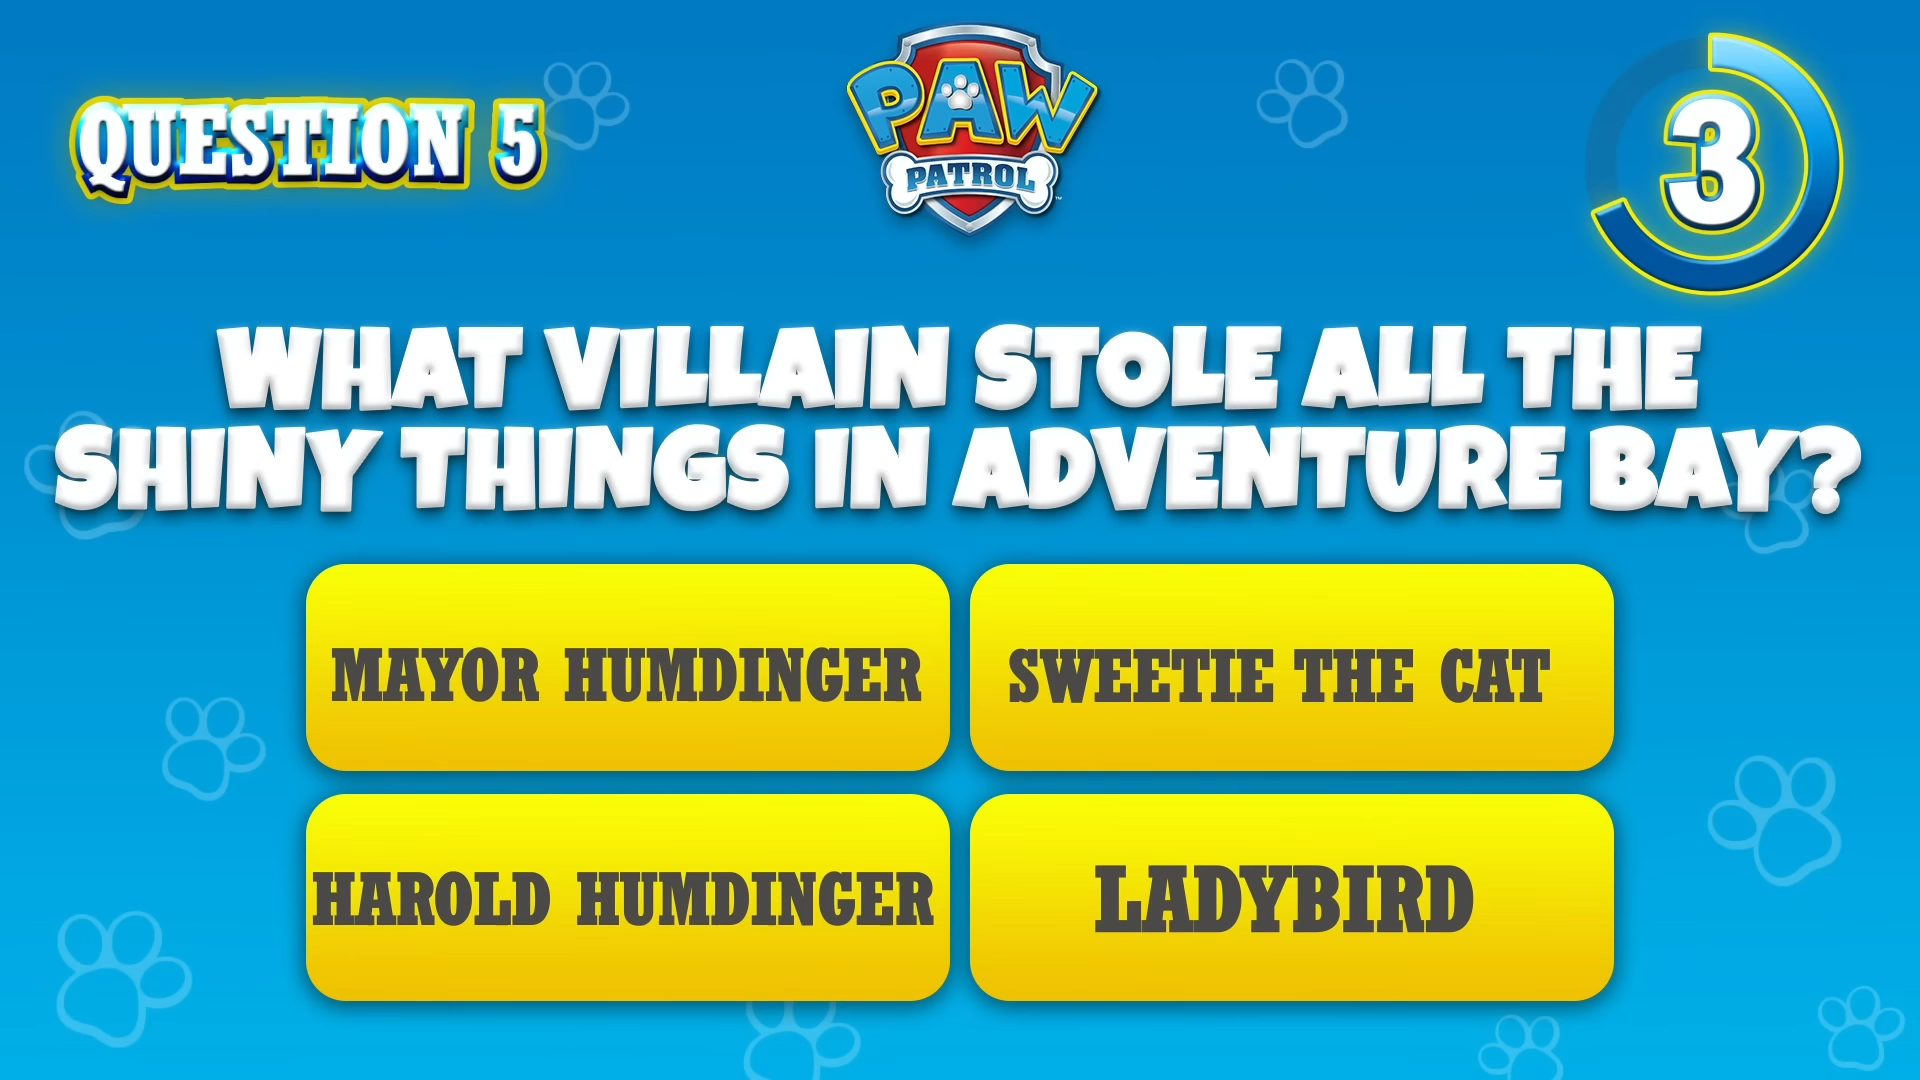 QUESTION 5
PAW
PATROL
3
WHAT VILLAIN STOLE ALL THE
SHINY THINGS IN ADVENTURE BAY?
MAYOR HUMDINGER
SWEETIE THE CAT
HAROLD HUMDINGER
LADYBIRD